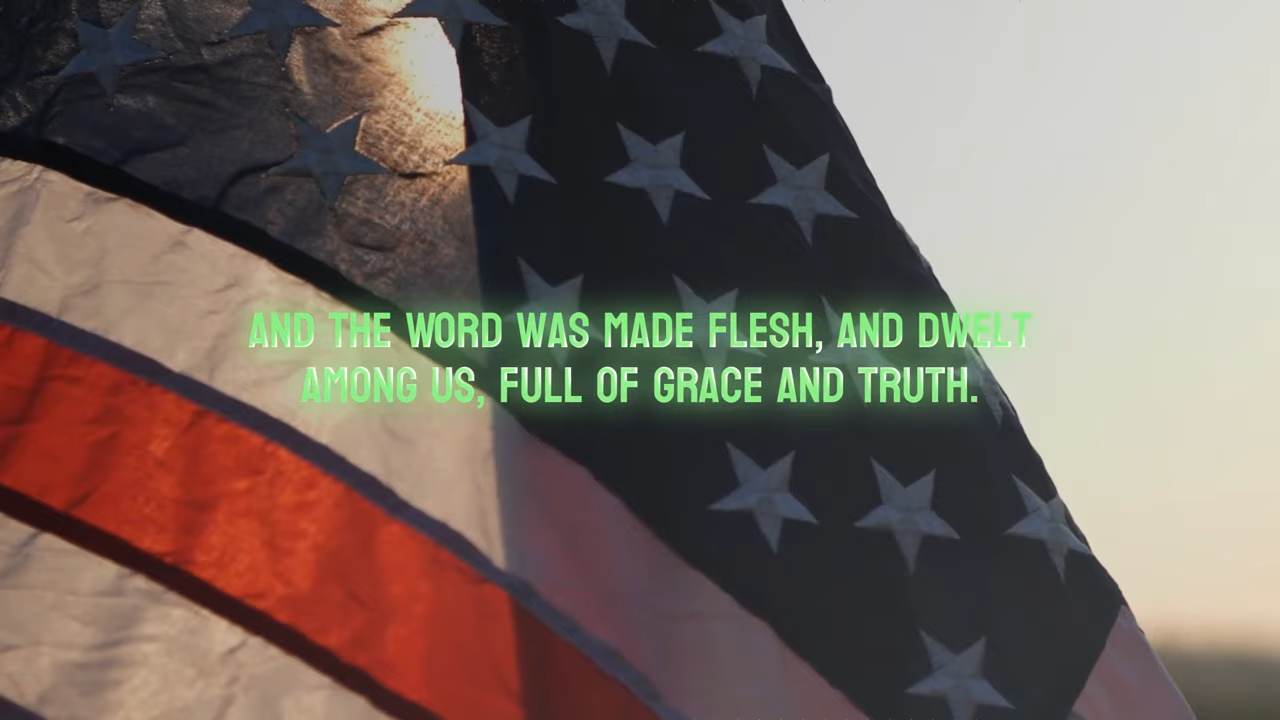 AND THE WORD WAS MADE FLESH, AND DWELT
AMONG US, FULL OF GRACE AND TRUTH.